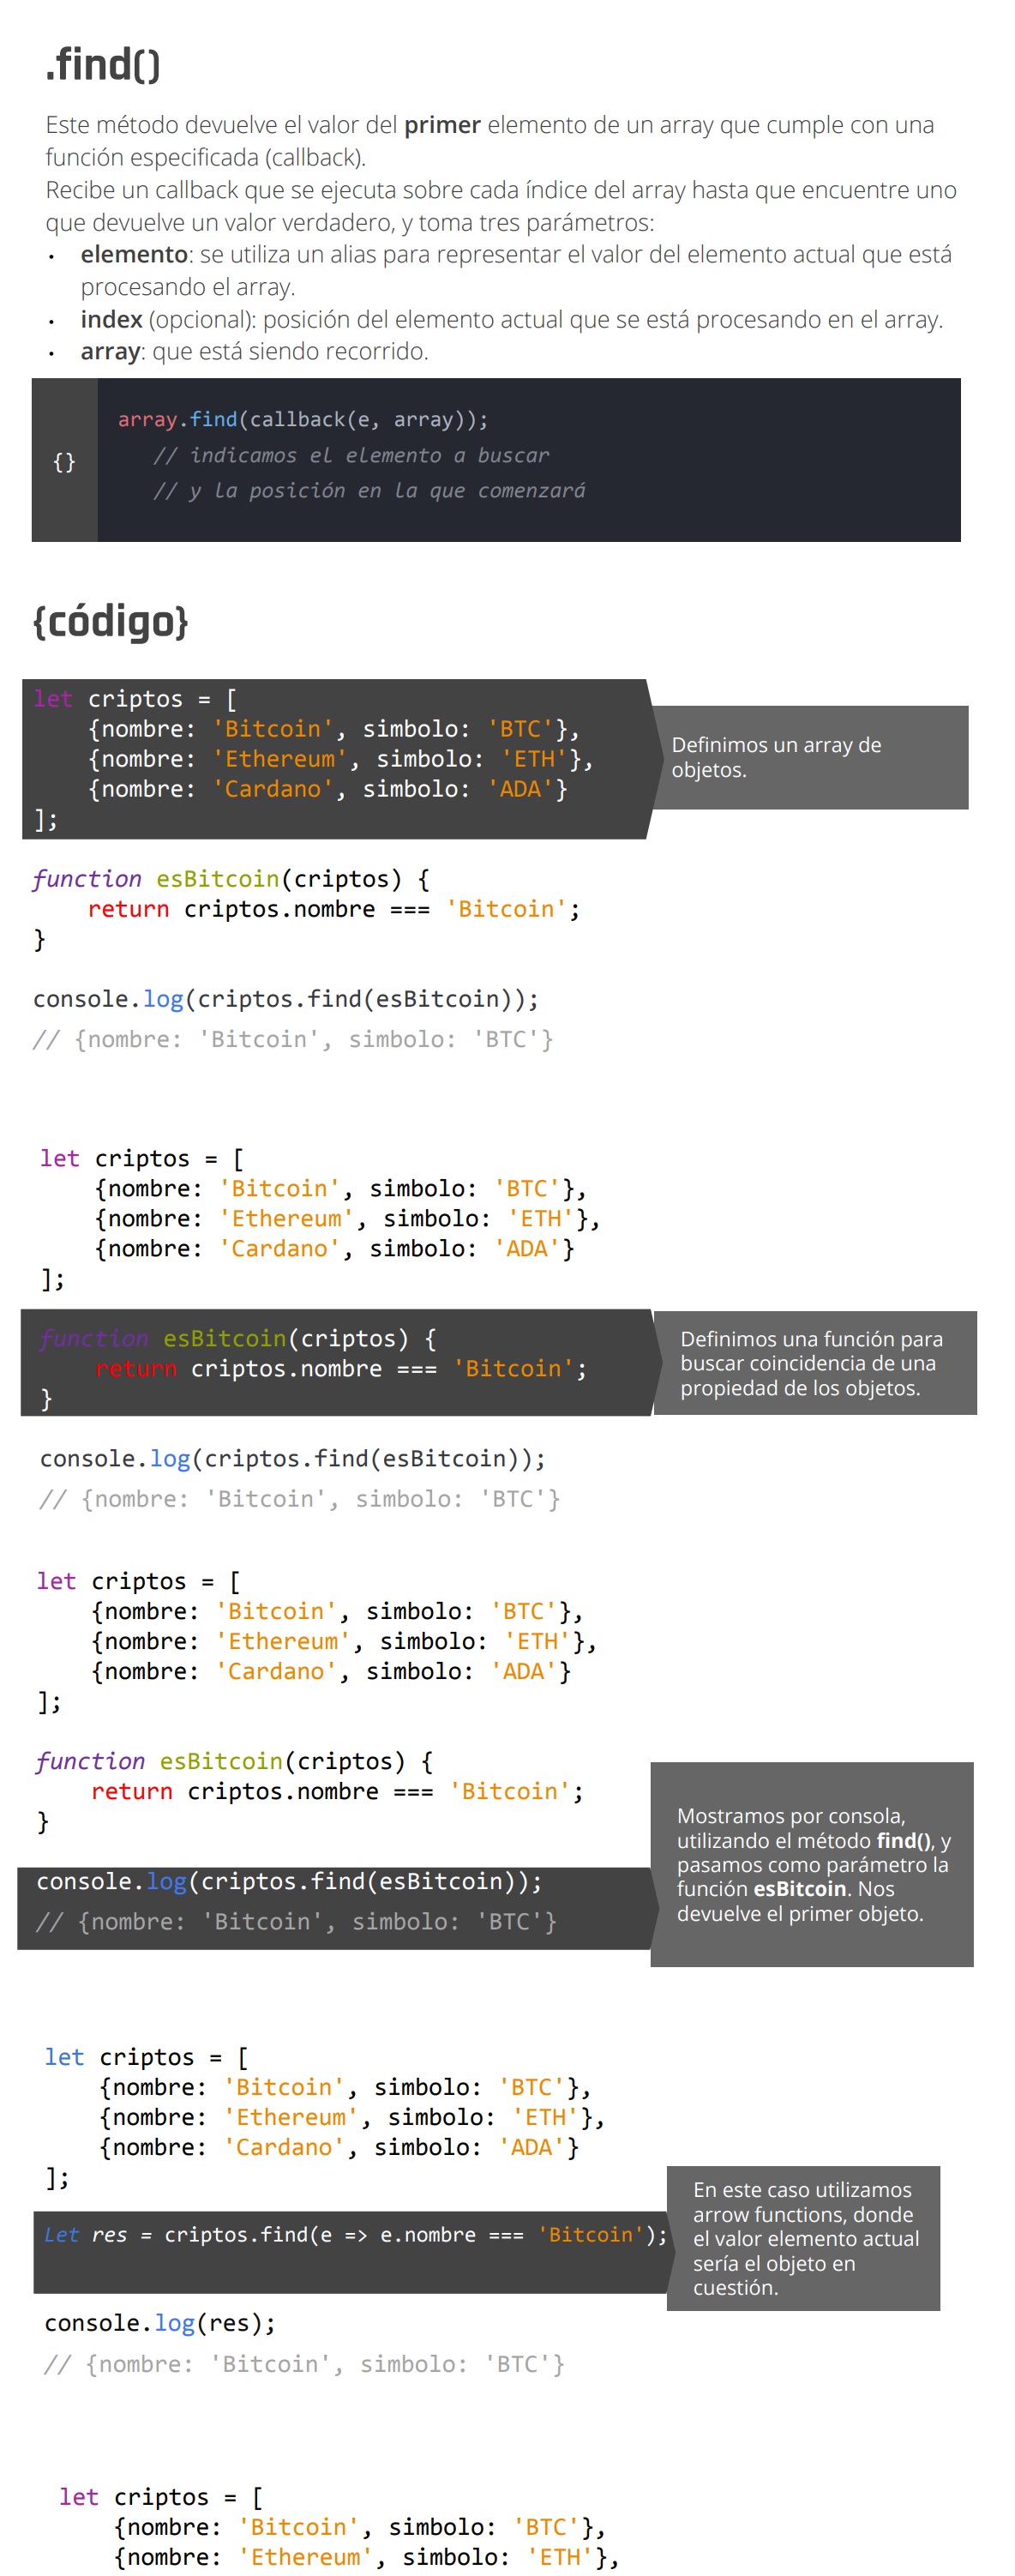 .find()
Este método devuelve el valor del primer elemento de un array que cumple con una
función especificada (callback).
Recibe un callback que se ejecuta sobre cada índice del array hasta que encuentre uno
que devuelve un valor verdadero, y toma tres parámetros:
• elemento: se utiliza un alias para representar el valor del elemento actual que está
procesando el array.
• index (opcional): posición del elemento actual que se está procesando en el array.
• array: que está siendo recorrido.
{}
array.find(callback(e, array));
// indicamos el elemento a buscar
// y la posición en la que comenzará
{código}
let criptos = [
{nombre: 'Bitcoin', simbolo: 'BTC'},
{nombre: 'Ethereum', simbolo: 'ETH'},
{nombre: 'Cardano', simbolo: 'ADA'}
];
Definimos un array de
objetos.
function esBitcoin(criptos) {
return criptos.nombre === 'Bitcoin';
}
console.log(criptos.find(esBitcoin));
// {nombre: 'Bitcoin', simbolo: 'BTC'}
let criptos = [
{nombre: 'Bitcoin', simbolo: 'BTC'},
{nombre: 'Ethereum', simbolo: 'ETH'},
{nombre: 'Cardano', simbolo: 'ADA'}
];
function esBitcoin(criptos) {
return criptos.nombre === 'Bitcoin';
}
Definimos una función para
buscar coincidencia de una
propiedad de los objetos.
console.log(criptos.find(esBitcoin));
// {nombre: 'Bitcoin', simbolo: 'BTC'}
let criptos = [
{nombre: 'Bitcoin', simbolo: 'BTC'},
{nombre: 'Ethereum', simbolo: 'ETH'},
{nombre: 'Cardano', simbolo: 'ADA'}
];
function esBitcoin(criptos) {
return criptos.nombre === 'Bitcoin';
}
console.log(criptos.find(esBitcoin));
// {nombre: 'Bitcoin', simbolo: 'BTC'}
Mostramos por consola,
utilizando el método find(), y
pasamos como parámetro la
función esBitcoin. Nos
devuelve el primer objeto.
let criptos = [
{nombre: 'Bitcoin', simbolo: 'BTC'},
{nombre: 'Ethereum', simbolo: 'ETH'},
{nombre: 'Cardano', simbolo: 'ADA'}
];
Let res = criptos.find(e => e.nombre === 'Bitcoin');
En este caso utilizamos
arrow functions, donde
el valor elemento actual
sería el objeto en
cuestión.
console.log(res);
// {nombre: 'Bitcoin', simbolo: 'BTC'}
let criptos = [
{nombre: 'Bitcoin', simbolo: 'BTC'},
{nombre: 'Ethereum', simbolo: 'ETH'},